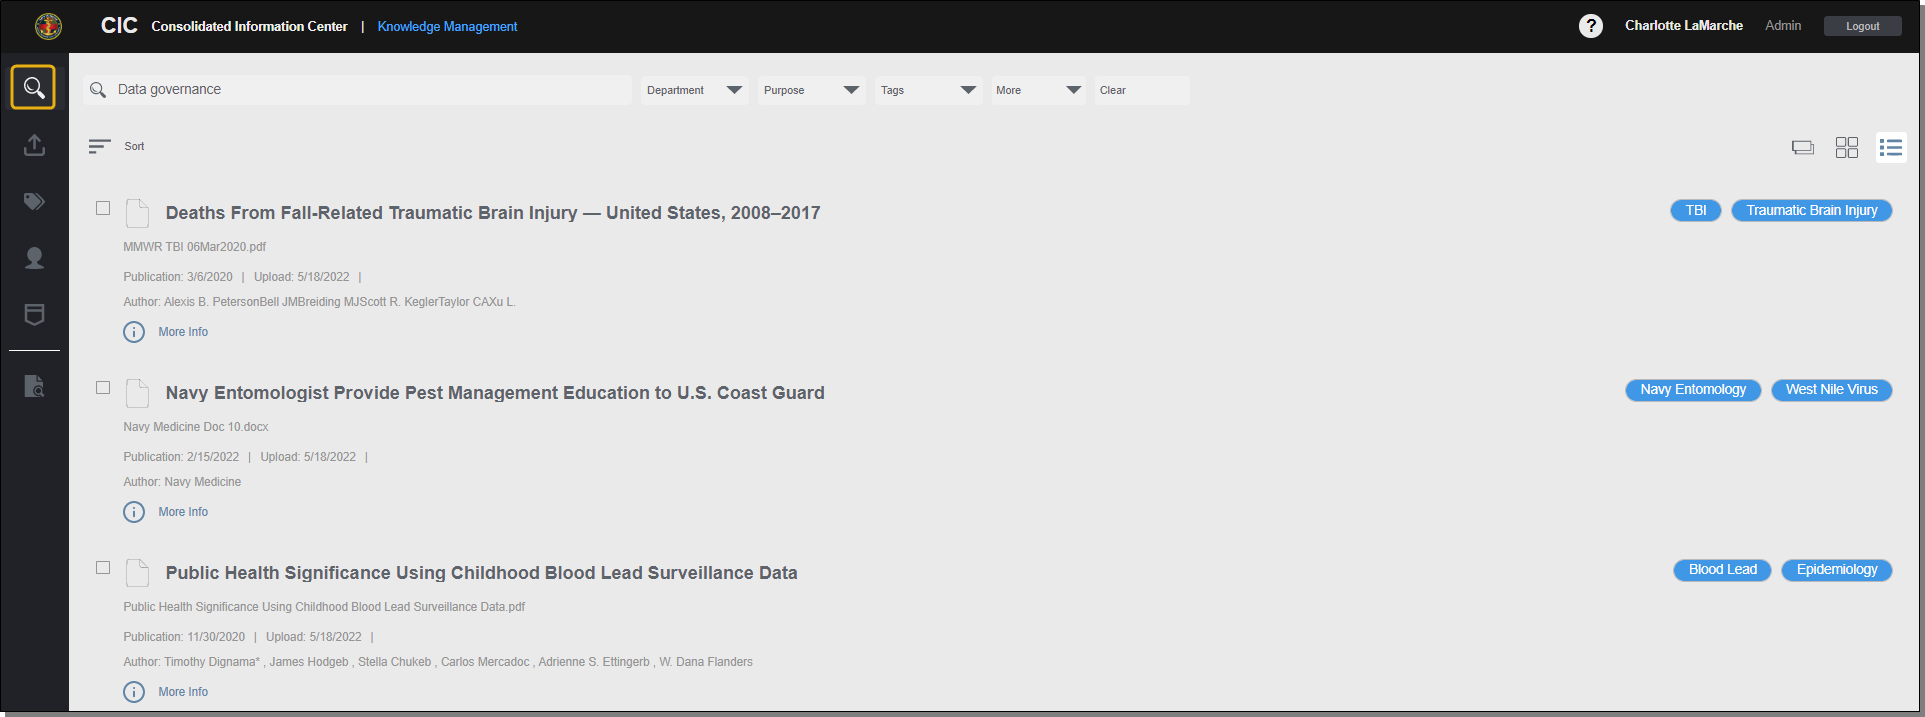 CIC Consolidated Information Center | Knowledge Management ? Charlotte LaMarche Admin Logout
Data governance Department Purpose Tags More Clear
Sort
Deaths From Fall-Related Traumatic Brain Injury — United States, 2008–2017 TBI Traumatic Brain Injury
MMWR TBI 06Mar2020.pdf
Publication: 3/6/2020 | Upload: 5/18/2022 |
Author: Alexis B. PetersonBell JMBreiding MJScott R. KeglerTaylor CAXu L.
i More Info
Navy Entomologist Provide Pest Management Education to U.S. Coast Guard Navy Entomology West Nile Virus
Navy Medicine Doc 10.docx
Publication: 2/15/2022 | Upload: 5/18/2022 |
Author: Navy Medicine
i More Info
Public Health Significance Using Childhood Blood Lead Surveillance Data Blood Lead Epidemiology
Public Health Significance Using Childhood Blood Lead Surveillance Data.pdf
Publication: 11/30/2020 | Upload: 5/18/2022 |
Author: Timothy Dignama* , James Hodgeb , Stella Chukeb , Carlos Mercadoc , Adrienne S. Ettingerb , W. Dana Flanders
i More Info